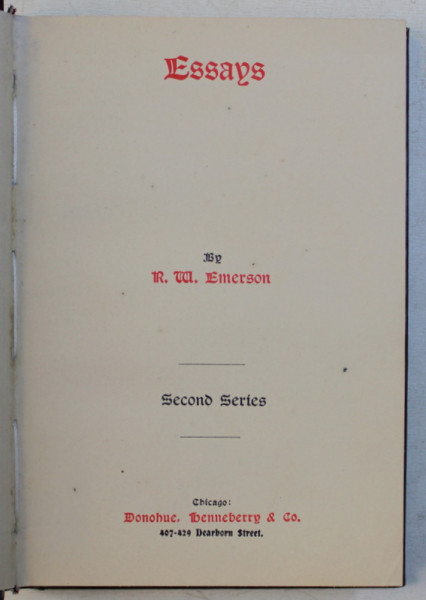 Essays
By
R. W. Emerson
Second Series
Chicago:
Donohue, Henneberry & Co.
407-429 Dearborn Street.